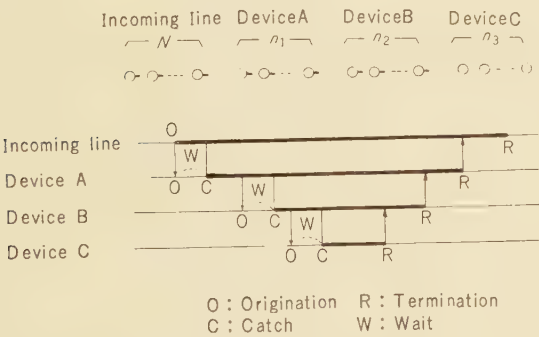 Incoming line DeviceA DeviceB DeviceC
N n₁ n₂ n₃
O
Incoming line W R
Device A O C W R
Device B O C W R
Device C O C R
O : Origination R : Termination
C : Catch W : Wait